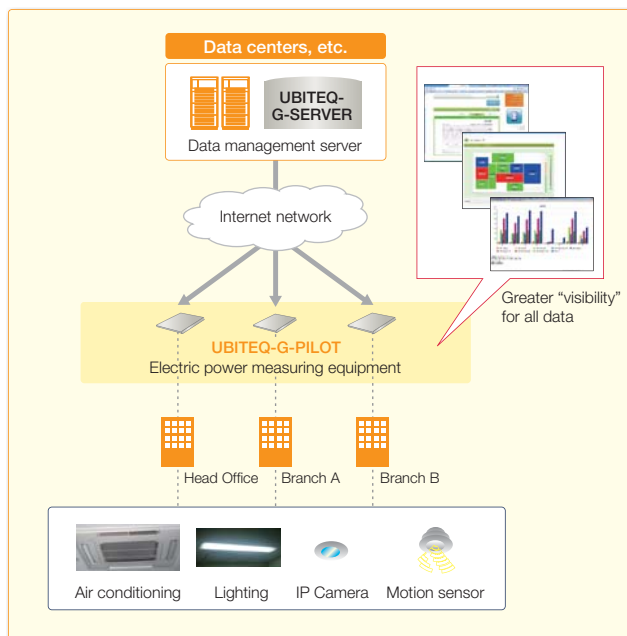 Data centers, etc.
UBITEQ-
G-SERVER
Data management server
Internet network
Greater “visibility”
for all data
UBITEQ-G-PILOT
Electric power measuring equipment
Head Office
Branch A
Branch B
Air conditioning
Lighting
IP Camera
Motion sensor